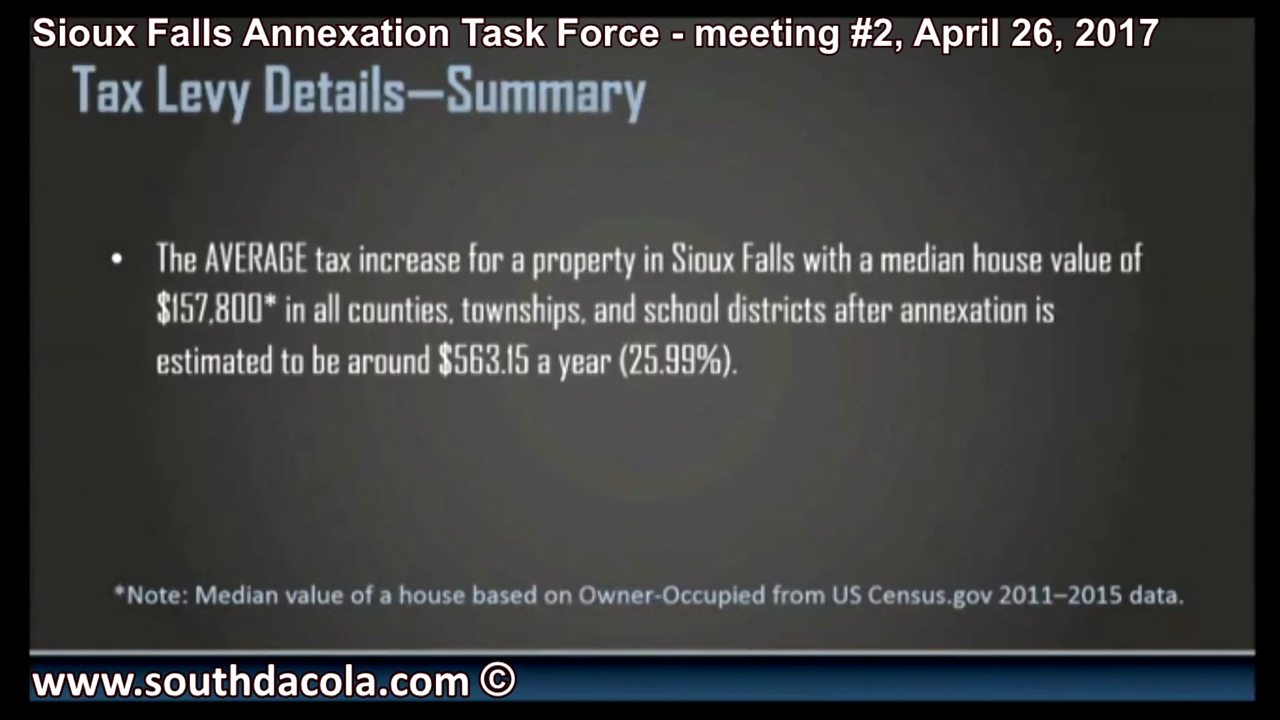 Sioux Falls Annexation Task Force - meeting #2, April 26, 2017
Tax Levy Details—Summary
• The AVERAGE tax increase for a property in Sioux Falls with a median house value of
$157,800* in all counties, townships, and school districts after annexation is
estimated to be around $563.15 a year (25.99%).
*Note: Median value of a house based on Owner-Occupied from US Census.gov 2011–2015 data.
www.southdacola.com ©